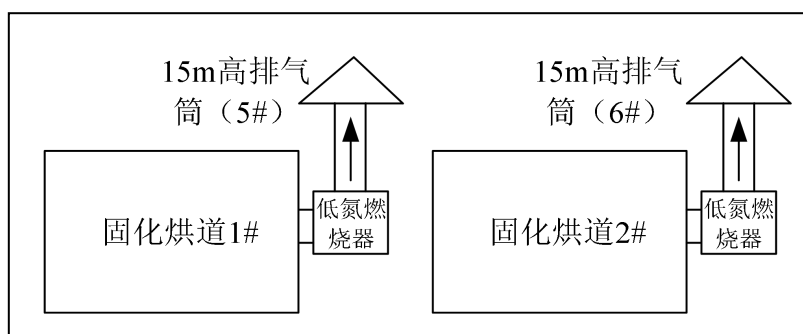 15m高排气
筒（5#）
固化烘道1#
低氮燃
烧器
15m高排气
筒（6#）
固化烘道2#
低氮燃
烧器